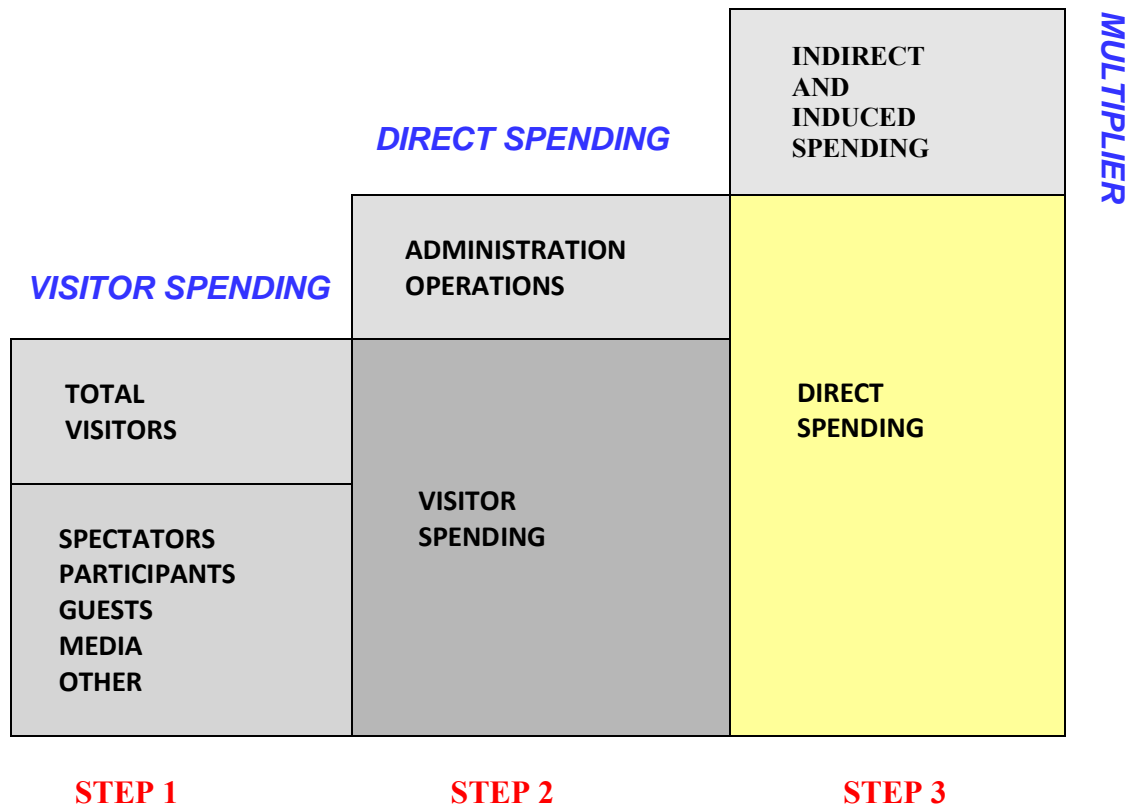 VISITOR SPENDING
TOTAL
VISITORS
SPECTATORS
PARTICIPANTS
GUESTS
MEDIA
OTHER
STEP 1
DIRECT SPENDING
ADMINISTRATION
OPERATIONS
VISITOR
SPENDING
STEP 2
MULTIPLIER
INDIRECT
AND
INDUCED
SPENDING
DIRECT
SPENDING
STEP 3